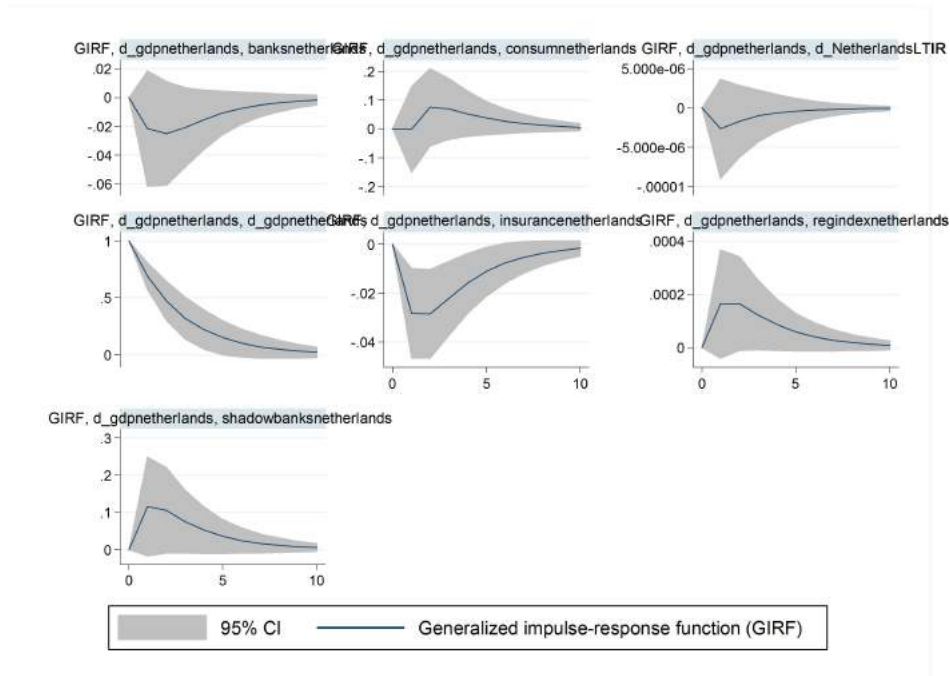 GIRF, d_gdpnetherlands, banksnetherlands
GIRF, d_gdpnetherlands, consumnetherlands
GIRF, d_gdpnetherlands, d_NetherlandsLTIR
.02
0
-.02
-.04
-.06
.2
.1
0
-.1
-.2
5.000e-06
0
-5.000e-06
-.00001
GIRF, d_gdpnetherlands, d_gdpnetherlands
GIRF, d_gdpnetherlands, insurancenetherlands
GIRF, d_gdpnetherlands, regindexnetherlands
1
.5
0
0
-.02
-.04
0 5 10
.0004
.0002
0
0 5 10
GIRF, d_gdpnetherlands, shadowbanksnetherlands
.3
.2
.1
0
0 5 10
95% CI
Generalized impulse-response function (GIRF)